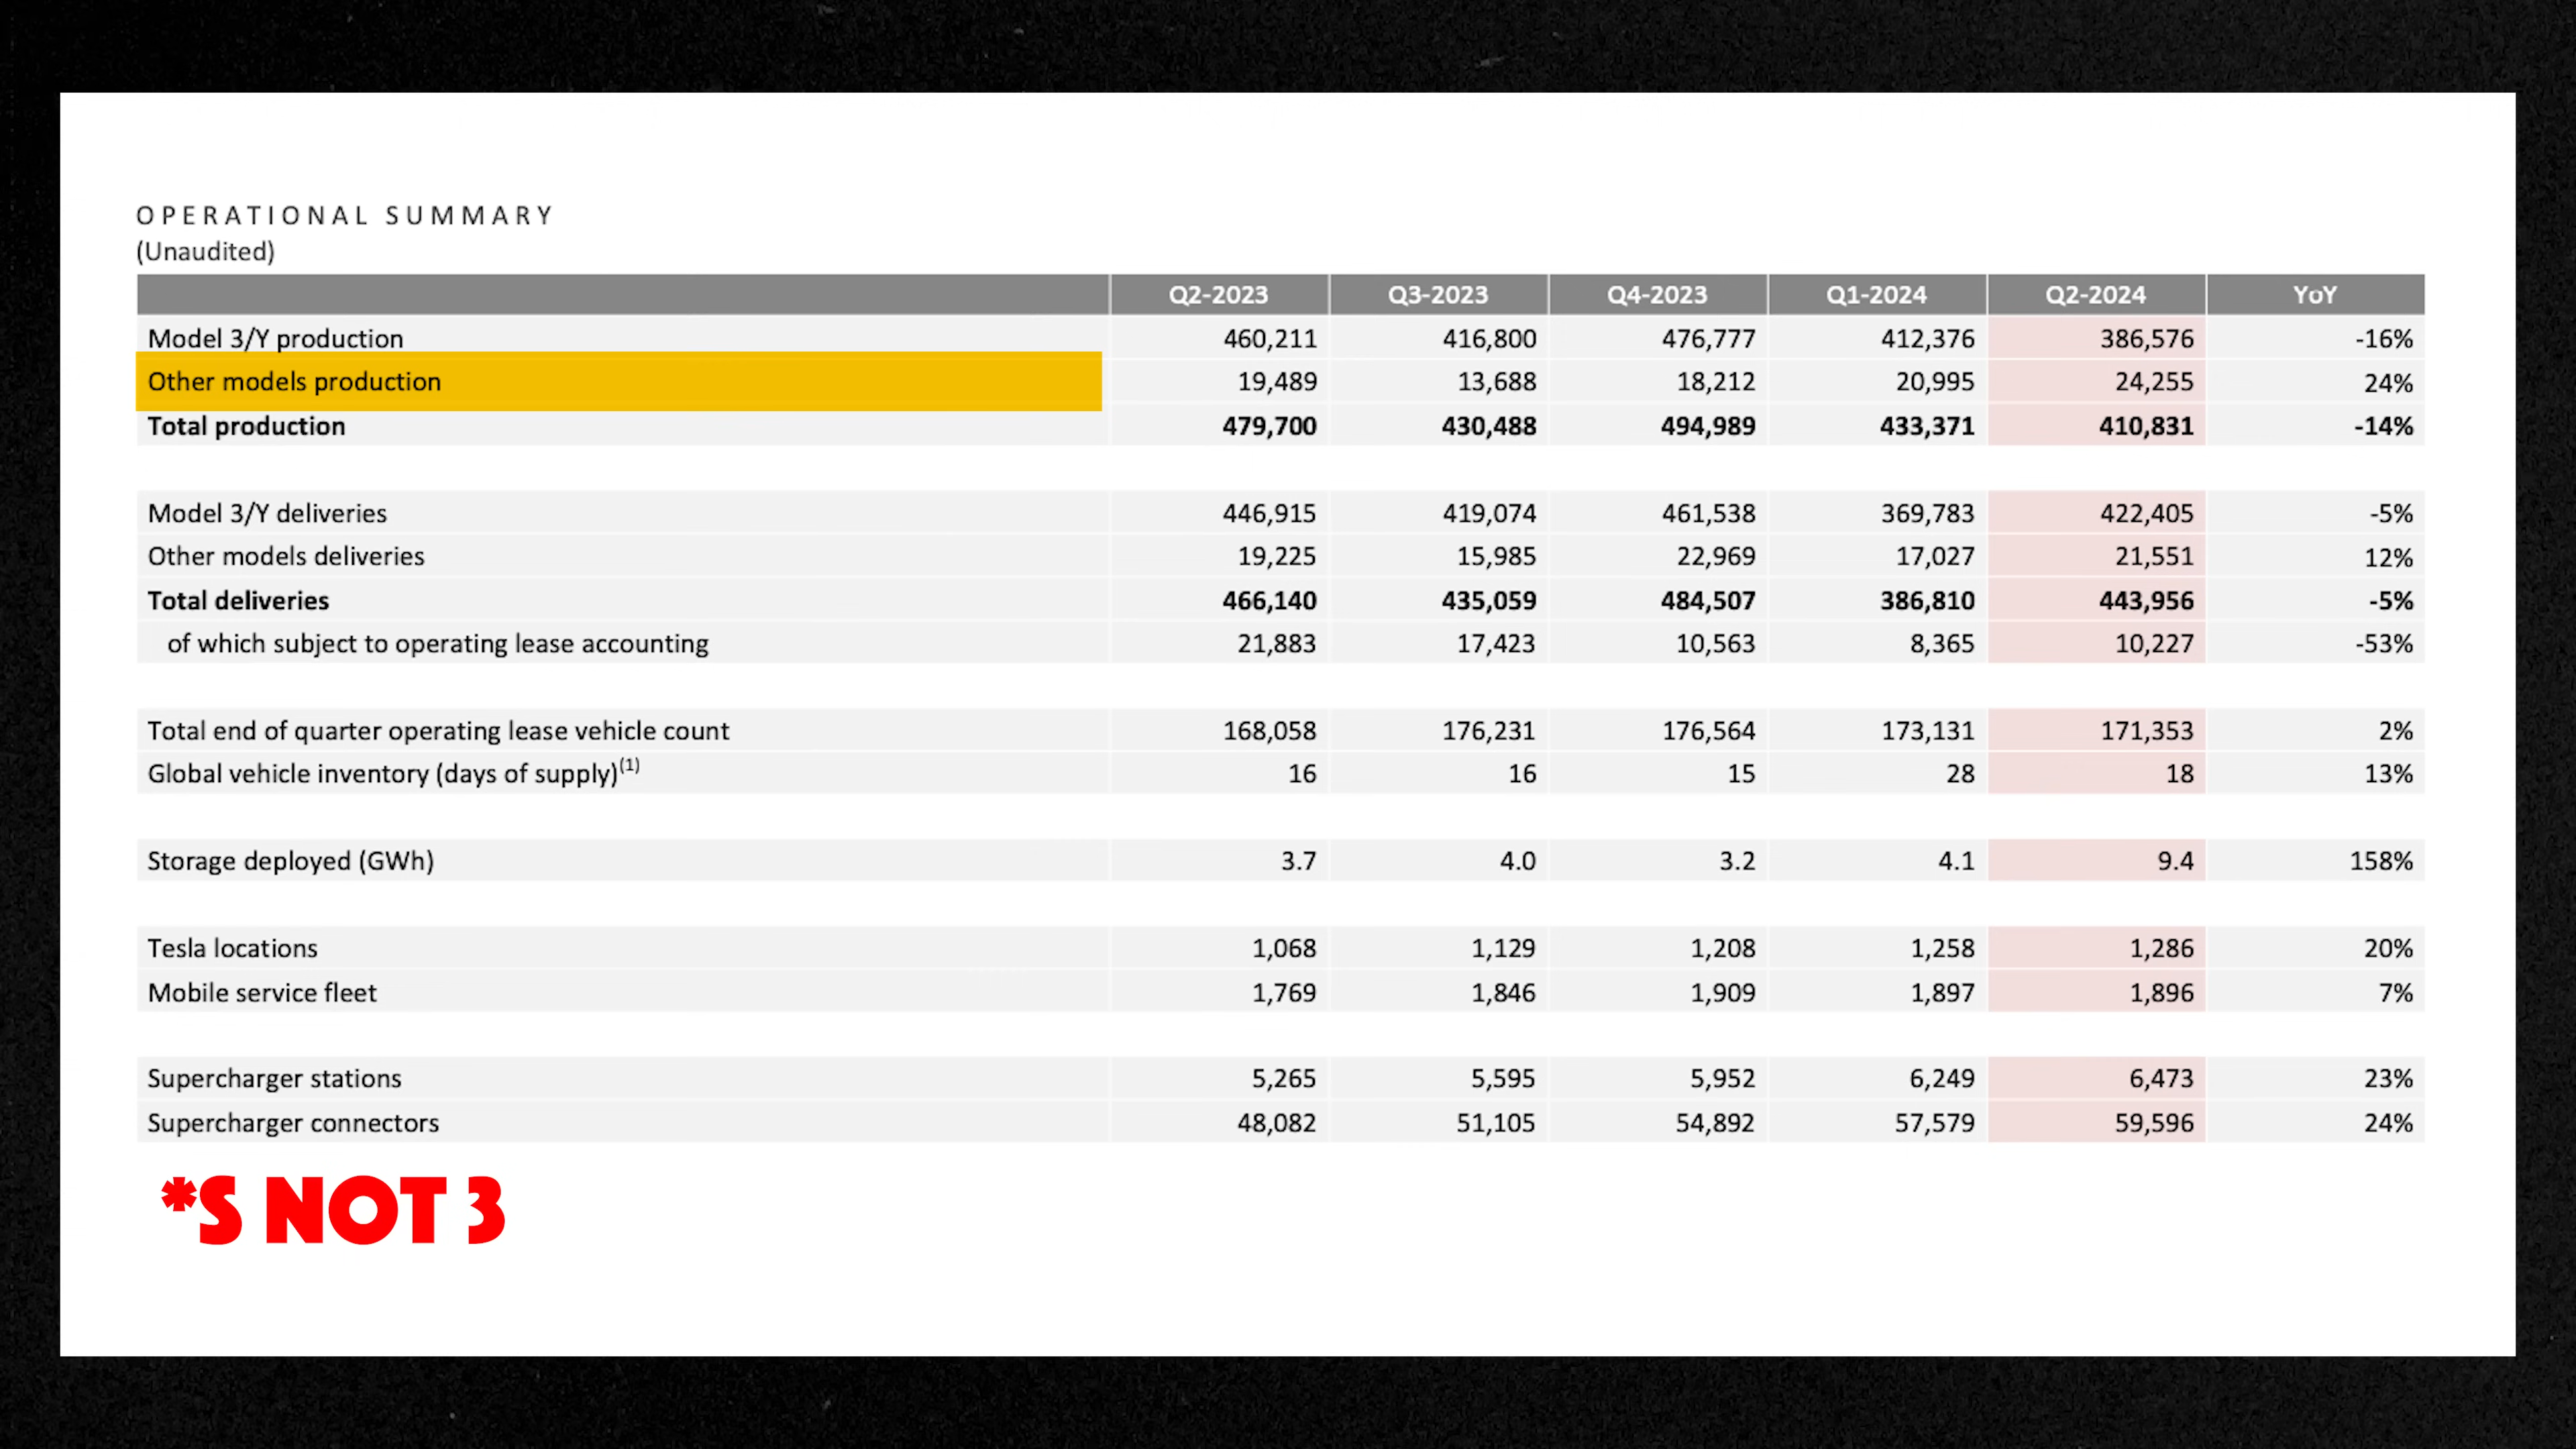 OPERATIONAL SUMMARY
(Unaudited)
Q2-2023 Q3-2023 Q4-2023 Q1-2024 Q2-2024 YoY
Model 3/Y production 460,211 416,800 476,777 412,376 386,576 -16%
Other models production 19,489 13,688 18,212 20,995 24,255 24%
Total production 479,700 430,488 494,989 433,371 410,831 -14%
Model 3/Y deliveries 446,915 419,074 461,538 369,783 422,405 -5%
Other models deliveries 19,225 15,985 22,969 17,027 21,551 12%
Total deliveries 466,140 435,059 484,507 386,810 443,956 -5%
of which subject to operating lease accounting 21,883 17,423 10,563 8,365 10,227 -53%
Total end of quarter operating lease vehicle count 168,058 176,231 176,564 173,131 171,353 2%
Global vehicle inventory (days of supply)(1) 16 16 15 28 18 13%
Storage deployed (GWh) 3.7 4.0 3.2 4.1 9.4 158%
Tesla locations 1,068 1,129 1,208 1,258 1,286 20%
Mobile service fleet 1,769 1,846 1,909 1,897 1,896 7%
Supercharger stations 5,265 5,595 5,952 6,249 6,473 23%
Supercharger connectors 48,082 51,105 54,892 57,579 59,596 24%
*S NOT 3